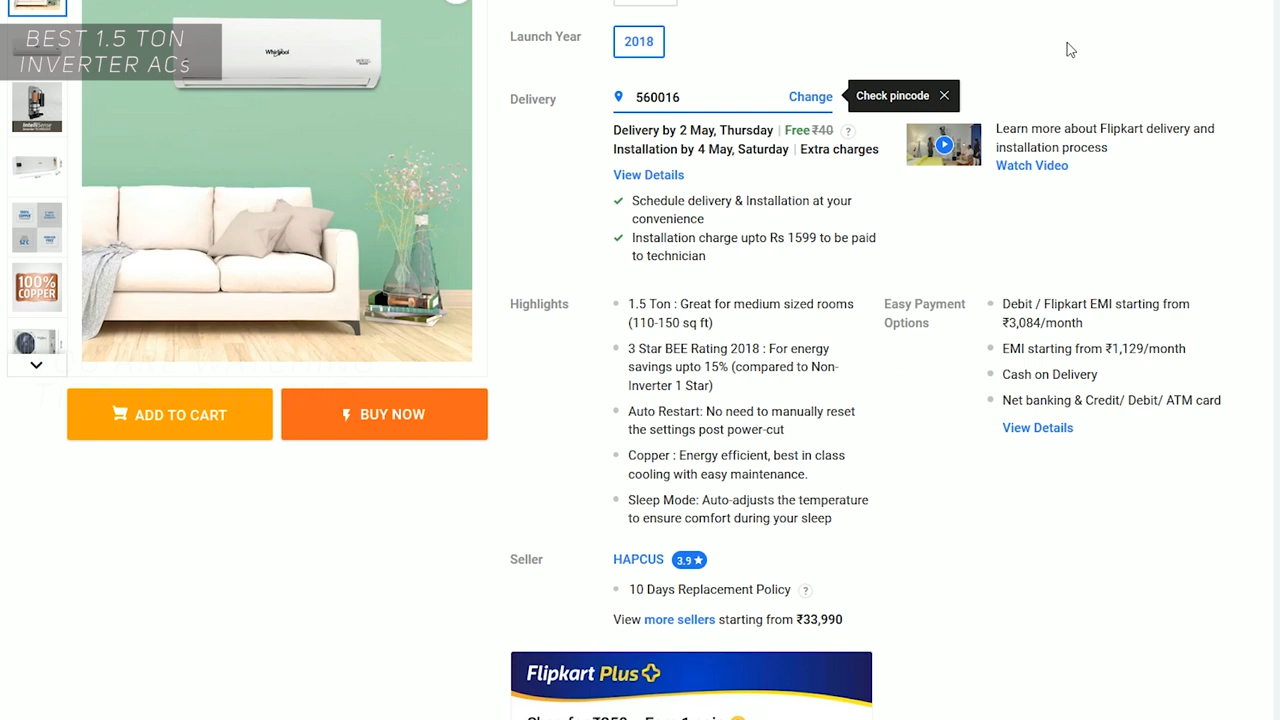 BEST 1.5 TON
INVERTER ACs
Whirlpool
100%
COPPER
ADD TO CART
BUY NOW
Launch Year
2018
Delivery
560016
Change
Check pincode
Delivery by 2 May, Thursday | Free ₹40 ?
Installation by 4 May, Saturday | Extra charges
View Details
Schedule delivery & Installation at your
convenience
Installation charge upto Rs 1599 to be paid
to technician
Learn more about Flipkart delivery and
installation process
Watch Video
Highlights
1.5 Ton : Great for medium sized rooms
(110-150 sq ft)
3 Star BEE Rating 2018 : For energy
savings upto 15% (compared to Non-
Inverter 1 Star)
Auto Restart: No need to manually reset
the settings post power-cut
Copper : Energy efficient, best in class
cooling with easy maintenance.
Sleep Mode: Auto-adjusts the temperature
to ensure comfort during your sleep
Easy Payment
Options
Debit / Flipkart EMI starting from
₹3,084/month
EMI starting from ₹1,129/month
Cash on Delivery
Net banking & Credit/ Debit/ ATM card
View Details
Seller
HAPCUS 3.9 ★
10 Days Replacement Policy ?
View more sellers starting from ₹33,990
Flipkart Plus